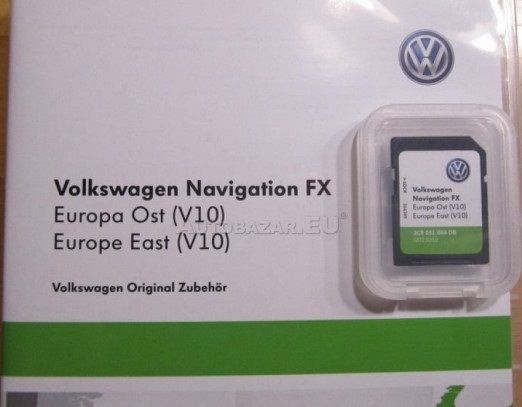 Volkswagen Navigation FX
Europa Ost (V10)
Europe East (V10)
Volkswagen Original Zubehör
AUTOBAZAR.EU
Volkswagen
Navigation FX
Europa Ost (V10)
Europe East (V10)